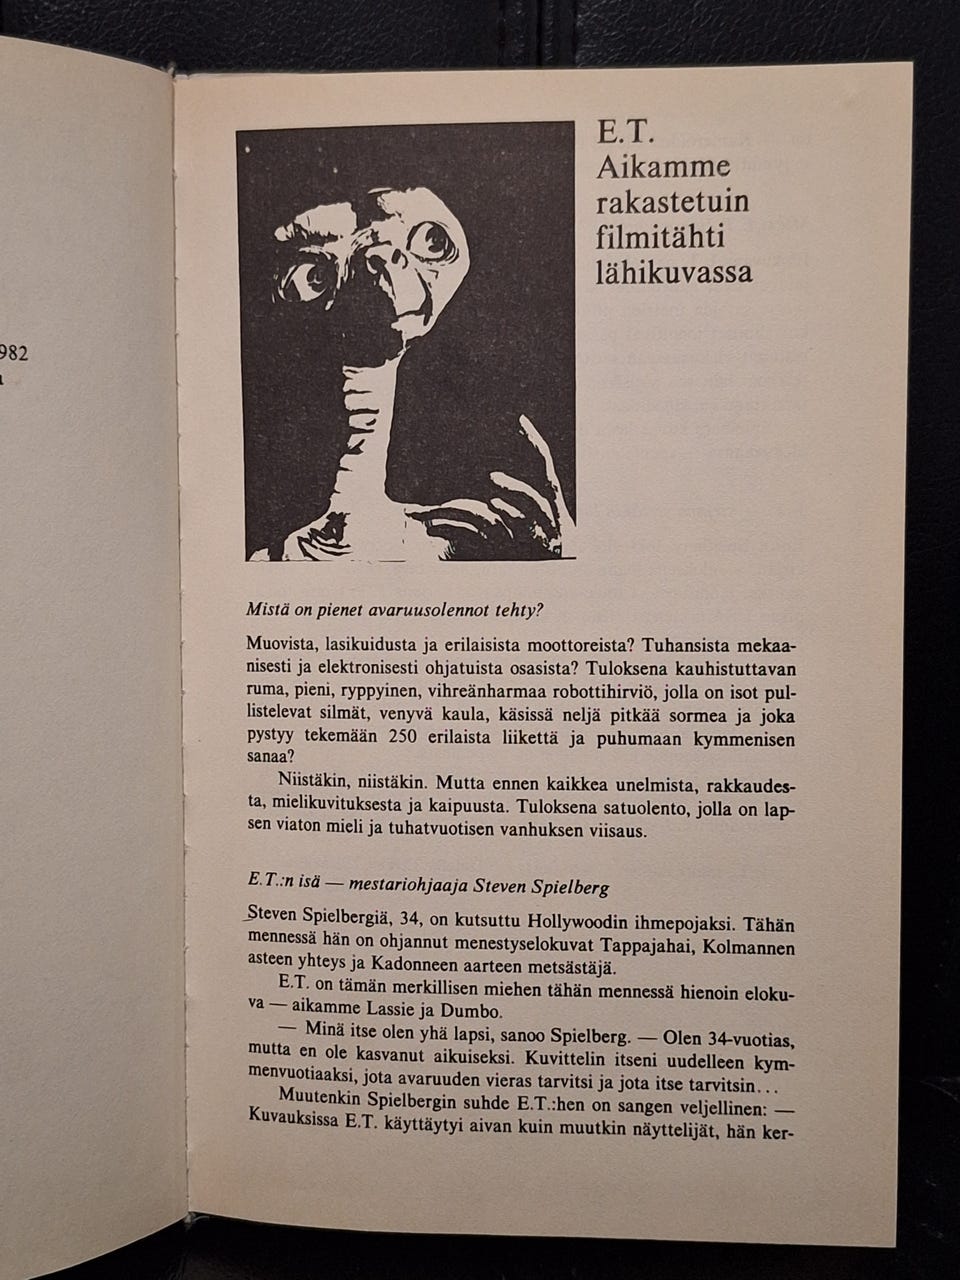 982
E.T.
Aikamme
rakastetuin
filmitähti
lähikuvassa
Mistä on pienet avaruusolennot tehty?
Muovista, lasikuidusta ja erilaisista moottoreista? Tuhansista mekaa-
nisesti ja elektronisesti ohjatuista osasista? Tuloksena kauhistuttavan
ruma, pieni, ryppyinen, vihreänharmaa robottihirviö, jolla on isot pul-
listelevat silmät, venyvä kaula, käsissä neljä pitkää sormea ja joka
pystyy tekemään 250 erilaista liikettä ja puhumaan kymmenisen
sanaa?
Niistäkin, niistäkin. Mutta ennen kaikkea unelmista, rakkaudes-
ta, mielikuvituksesta ja kaipuusta. Tuloksena satuolento, jolla on lap-
sen viaton mieli ja tuhatvuotisen vanhuksen viisaus.
E.T.:n isä — mestariohjaaja Steven Spielberg
Steven Spielbergiä, 34, on kutsuttu Hollywoodin ihmepojaksi. Tähän
mennessä hän on ohjannut menestyselokuvat Tappajahai, Kolmannen
asteen yhteys ja Kadonneen aarteen metsästäjä.
E.T. on tämän merkillisen miehen tähän mennessä hienoin eloku-
va — aikamme Lassie ja Dumbo.
— Minä itse olen yhä lapsi, sanoo Spielberg. — Olen 34-vuotias,
mutta en ole kasvanut aikuiseksi. Kuvittelin itseni uudelleen kym-
menvuotiaaksi, jota avaruuden vieras tarvitsi ja jota itse tarvitsin...
Muutenkin Spielbergin suhde E.T.:hen on sangen veljellinen: —
Kuvauksissa E.T. käyttäytyi aivan kuin muutkin näyttelijät, hän ker-